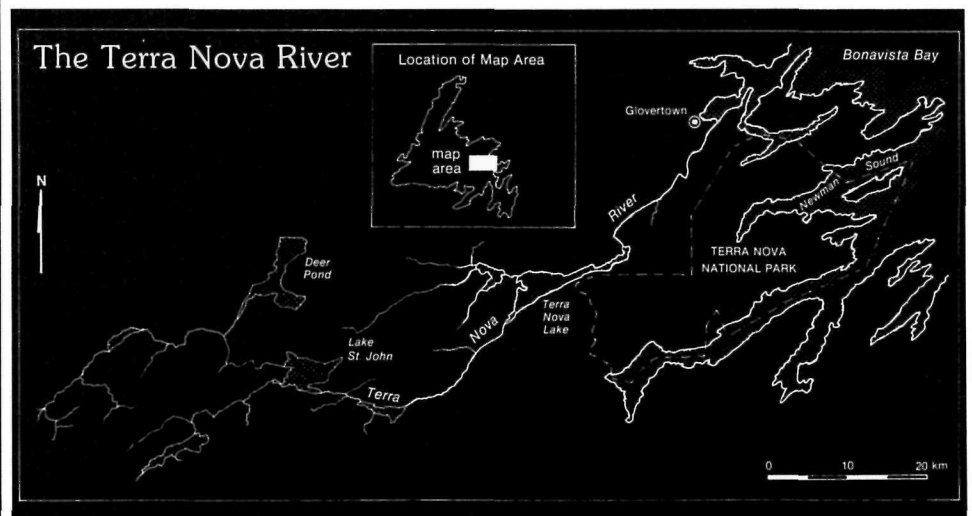 The Terra Nova River
Location of Map Area
map
area
Bonavista Bay
Glovertown
Newman Sound
N
River
TERRA NOVA
NATIONAL PARK
Deer
Pond
Terra
Nova
Lake
Nova
Lake
St. John
Terra
0 10 20 km